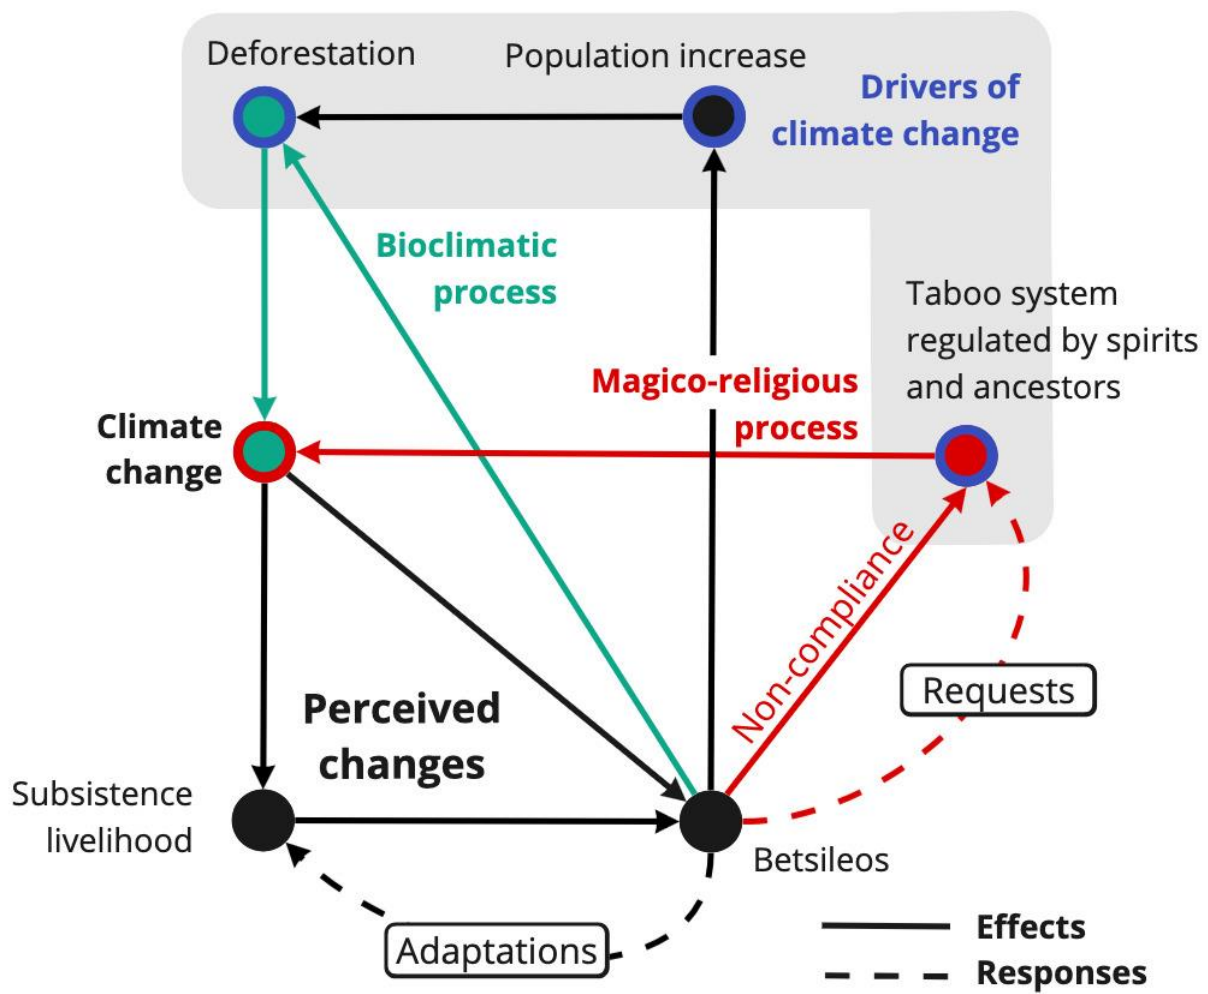 Deforestation
Population increase
Drivers of
climate change
Bioclimatic
process
Taboo system
regulated by spirits
and ancestors
Magico-religious
process
Climate
change
Non-compliance
Requests
Perceived
changes
Subsistence
livelihood
Betsileos
Adaptations
Effects
Responses